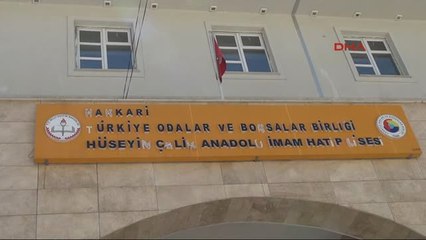 DHA
HAKKARİ
TÜRKİYE ODALAR VE BORSALAR BİRLİĞİ
HÜSEYİN ÇELİK ANADOLU İMAM HATİP LİSESİ